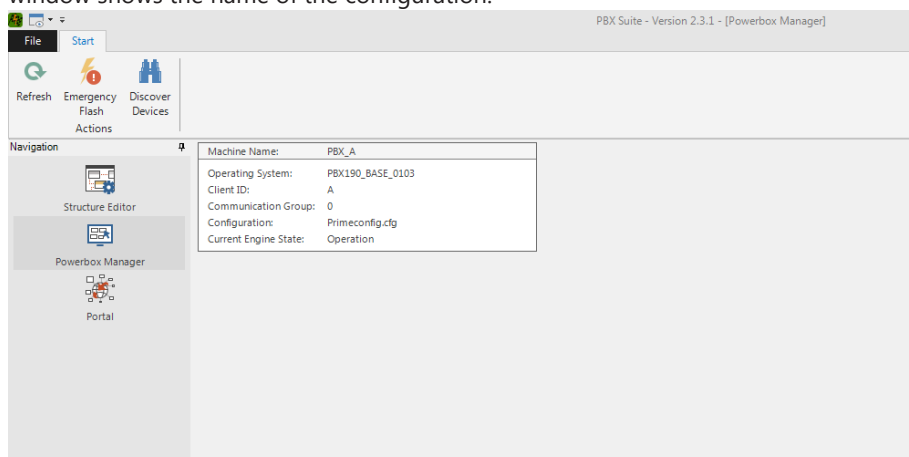 window shows the name of the configuration.
PBX Suite - Version 2.3.1 - [Powerbox Manager]
File Start
Refresh Emergency Flash Discover Devices
Actions
Navigation
Structure Editor
Powerbox Manager
Portal
Machine Name: PBX_A
Operating System: PBX190_BASE_0103
Client ID: A
Communication Group: 0
Configuration: Primeconfig.cfg
Current Engine State: Operation